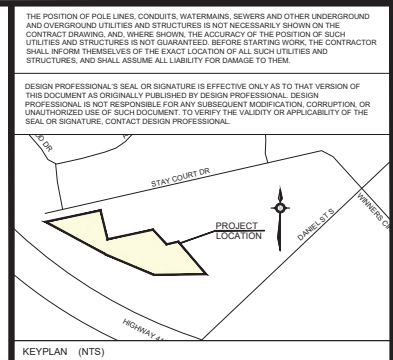 THE POSITION OF POLE LINES, CONDUITS, WATERMAINS, SEWERS AND OTHER UNDERGROUND
AND OVERGROUND UTILITIES AND STRUCTURES IS NOT NECESSARILY SHOWN ON THE
CONTRACT DRAWING, AND, WHERE SHOWN, THE ACCURACY OF THE POSITION OF SUCH
UTILITIES AND STRUCTURES IS NOT GUARANTEED. BEFORE STARTING WORK, THE CONTRACTOR
SHALL INFORM THEMSELVES OF THE EXACT LOCATION OF ALL SUCH UTILITIES AND
STRUCTURES, AND SHALL ASSUME ALL LIABILITY FOR DAMAGE TO THEM.
DESIGN PROFESSIONAL'S SEAL OR SIGNATURE IS EFFECTIVE ONLY AS TO THAT VERSION OF
THIS DOCUMENT AS ORIGINALLY PUBLISHED BY DESIGN PROFESSIONAL. DESIGN
PROFESSIONAL IS NOT RESPONSIBLE FOR ANY SUBSEQUENT MODIFICATION, CORRUPTION, OR
UNAUTHORIZED USE OF SUCH DOCUMENT. TO VERIFY THE VALIDITY OR APPLICABILITY OF THE
SEAL OR SIGNATURE, CONTACT DESIGN PROFESSIONAL.
STAY COURT DR
WINNERS
PROJECT
LOCATION
DANIEL ST S
HIGHWAY
KEYPLAN (NTS)